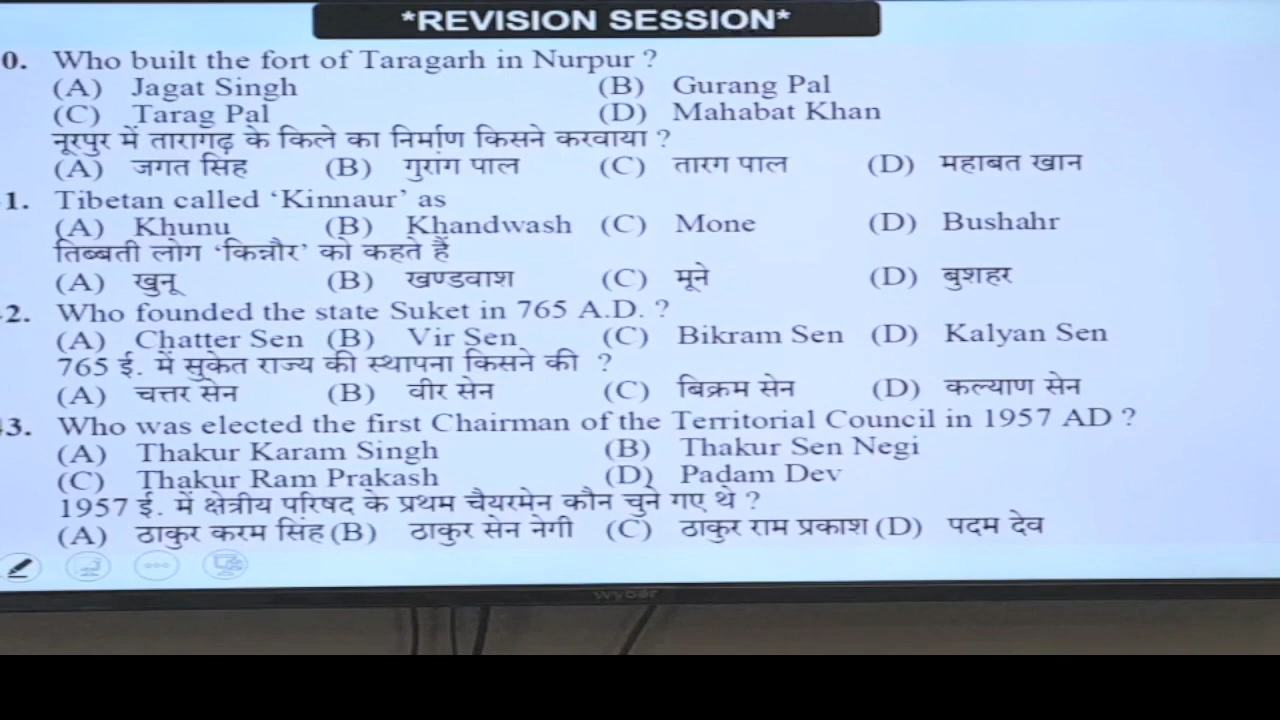 *REVISION SESSION*
0. Who built the fort of Taragarh in Nurpur ?
(A) Jagat Singh (B) Gurang Pal
(C) Tarag Pal (D) Mahabat Khan
नूरपुर में तारागढ़ के किले का निर्माण किसने करवाया ?
(A) जगत सिंह (B) गुरांग पाल (C) तारग पाल (D) महाबत खान
1. Tibetan called ‘Kinnaur’ as
(A) Khunu (B) Khandwash (C) Mone (D) Bushahr
तिब्बती लोग ‘किन्नौर’ को कहते हैं
(A) खुनू (B) खण्डवाश (C) मूने (D) बुशहर
2. Who founded the state Suket in 765 A.D. ?
(A) Chatter Sen (B) Vir Sen (C) Bikram Sen (D) Kalyan Sen
765 ई. में सुकेत राज्य की स्थापना किसने की ?
(A) चत्तर सेन (B) वीर सेन (C) बिक्रम सेन (D) कल्याण सेन
3. Who was elected the first Chairman of the Territorial Council in 1957 AD ?
(A) Thakur Karam Singh (B) Thakur Sen Negi
(C) Thakur Ram Prakash (D) Padam Dev
1957 ई. में क्षेत्रीय परिषद के प्रथम चैयरमेन कौन चुने गए थे ?
(A) ठाकुर करम सिंह (B) ठाकुर सेन नेगी (C) ठाकुर राम प्रकाश (D) पदम देव
wybor